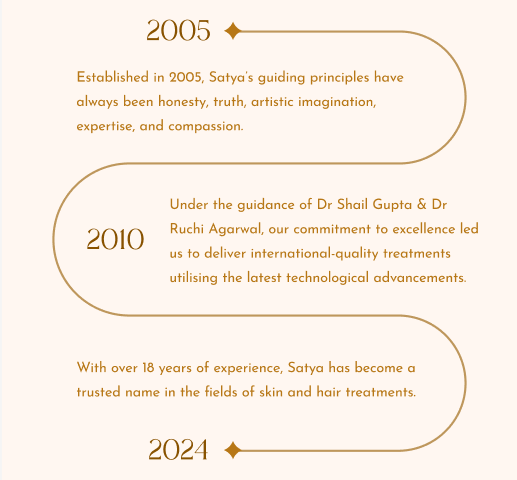 2005
Established in 2005, Satya's guiding principles have
always been honesty, truth, artistic imagination,
expertise, and compassion.
2010
Under the guidance of Dr Shail Gupta & Dr
Ruchi Agarwal, our commitment to excellence led
us to deliver international-quality treatments
utilising the latest technological advancements.
With over 18 years of experience, Satya has become a
trusted name in the fields of skin and hair treatments.
2024